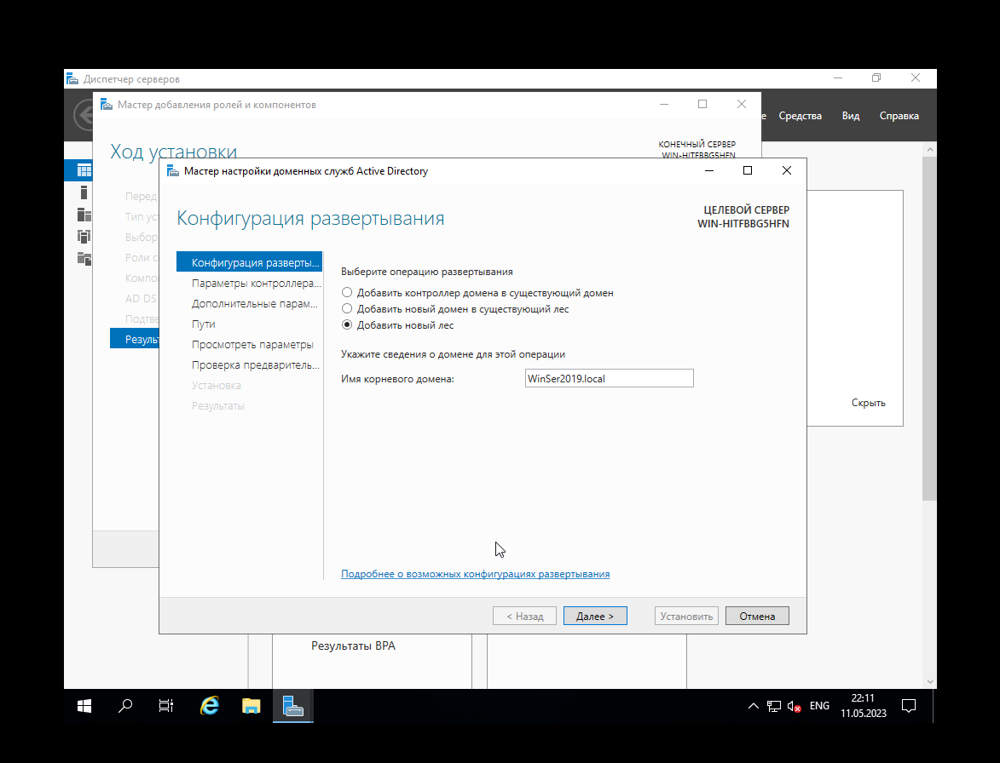 Диспетчер серверов
Мастер добавления ролей и компонентов
Средства
Вид
Справка
Ход установки
КОНЕЧНЫЙ СЕРВЕР
WIN-HITFBBG5HFN
Мастер настройки доменных служб Active Directory
Конфигурация развертывания
ЦЕЛЕВОЙ СЕРВЕР
WIN-HITFBBG5HFN
Перед
Тип ус
Выбор
Роли с
Компо
AD DS
Подтве
Резуль
Конфигурация разверты...
Параметры контроллера...
Дополнительные парам...
Пути
Просмотреть параметры
Проверка предваритель...
Установка
Результаты
Выберите операцию развертывания
Добавить контроллер домена в существующий домен
Добавить новый домен в существующий лес
Добавить новый лес
Укажите сведения о домене для этой операции
Имя корневого домена:
WinSer2019.local
Скрыть
Подробнее о возможных конфигурациях развертывания
< Назад
Далее >
Установить
Отмена
Результаты BPA
ENG
22:11
11.05.2023